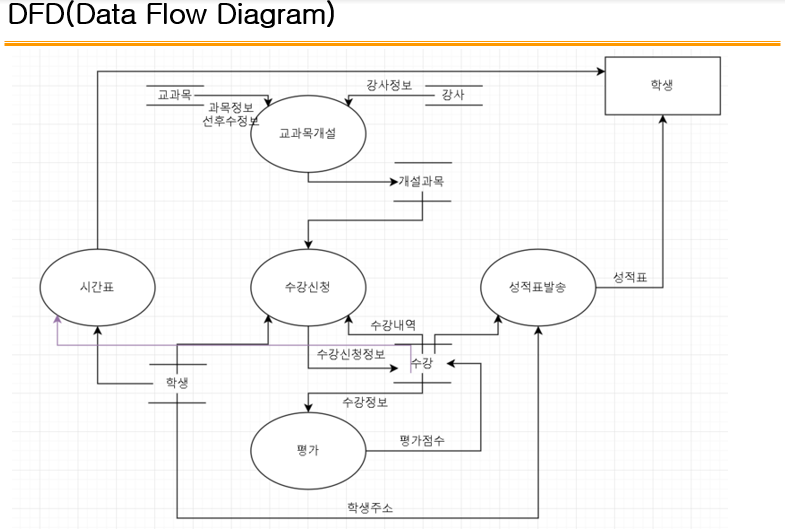 DFD(Data Flow Diagram)
학생
강사정보
교과목
강사
과목정보
선후수정보
교과목개설
개설과목
시간표
수강신청
성적표발송
성적표
수강내역
수강신청정보
수강
학생
수강정보
평가
평가점수
학생주소